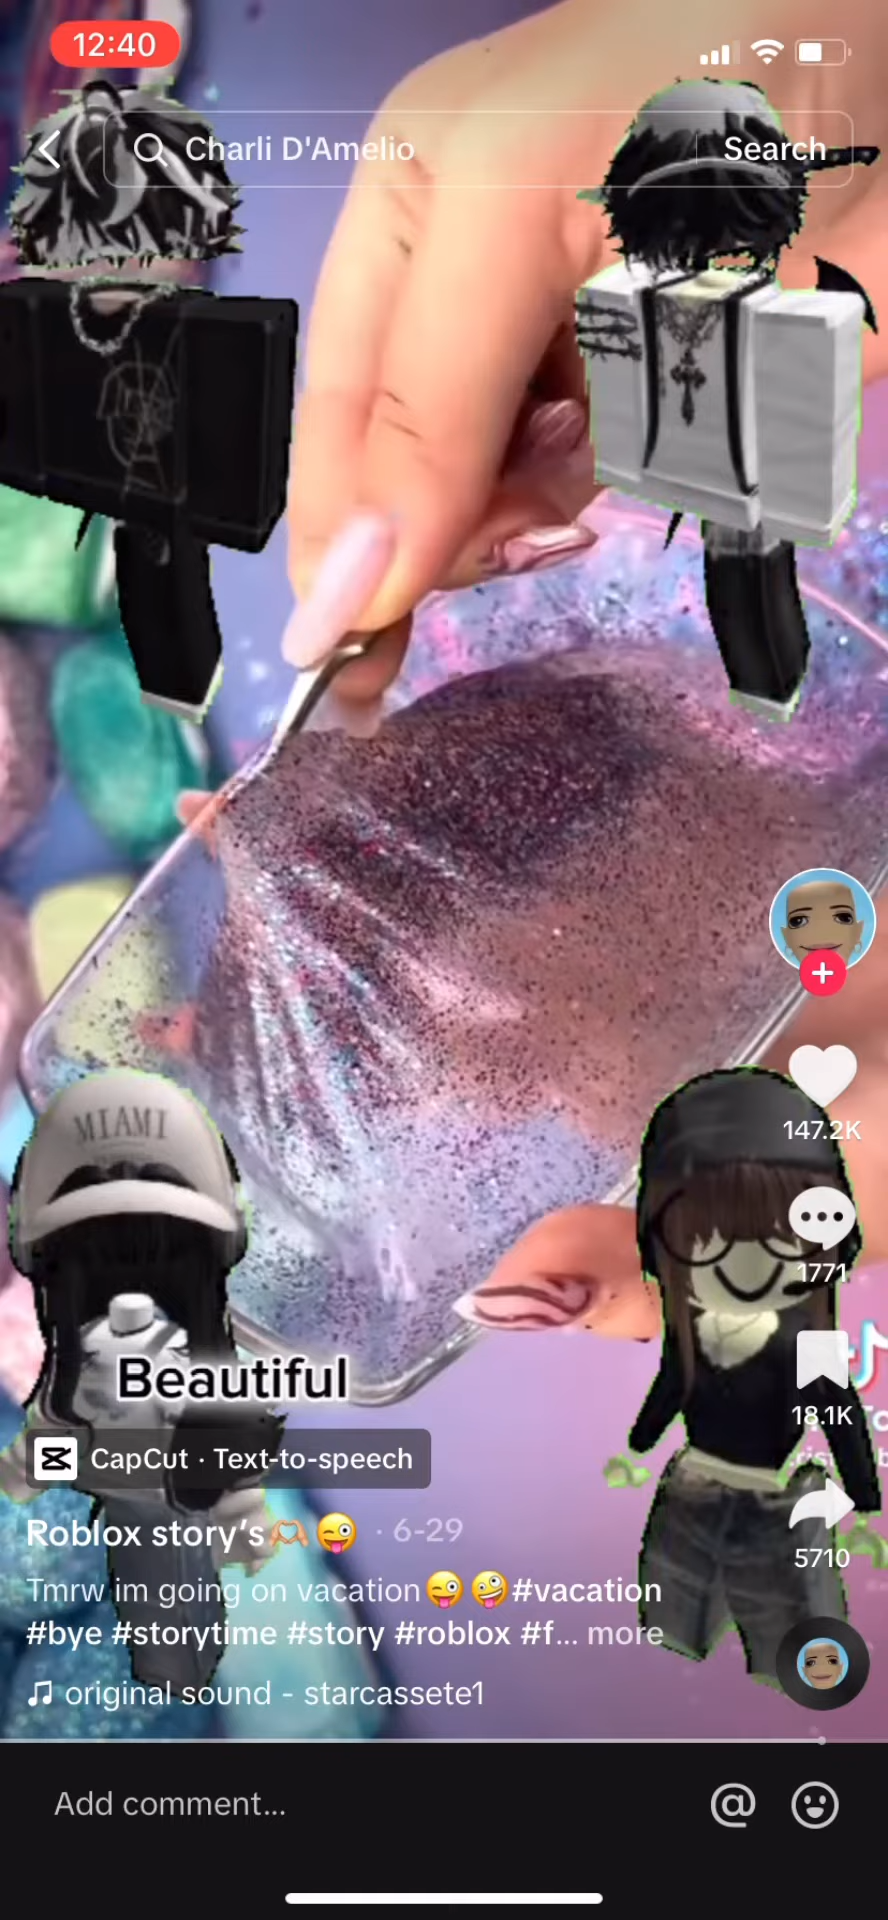 12:40
Charli D'Amelio
Search
MIAMI
147.2K
1771
Beautiful
18.1K
CapCut · Text-to-speech
Roblox story's🫶🏼😜 · 6-29
5710
Tmrw im going on vacation😜🤪#vacation
#bye #storytime #story #roblox #f... more
original sound - starcassete1
Add comment...